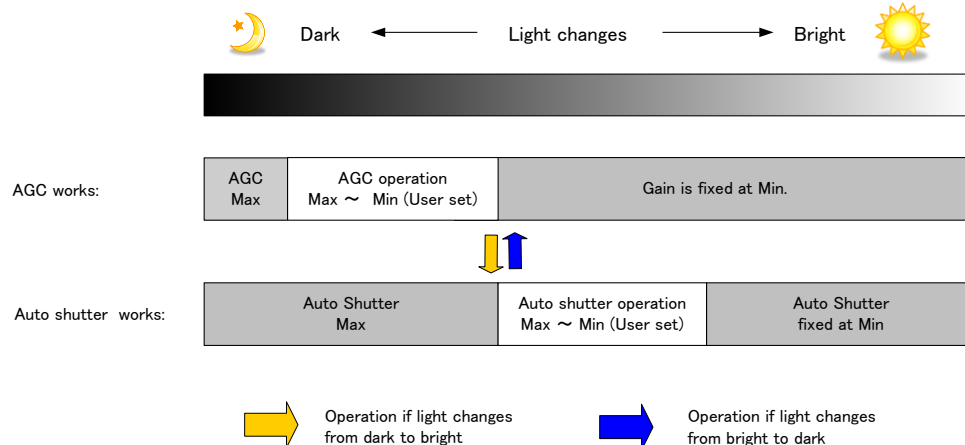 Dark
Light changes
Bright
AGC works:
AGC
Max
AGC operation
Max ～ Min (User set)
Gain is fixed at Min.
Auto shutter works:
Auto Shutter
Max
Auto shutter operation
Max ～ Min (User set)
Auto Shutter
fixed at Min
Operation if light changes
from dark to bright
Operation if light changes
from bright to dark